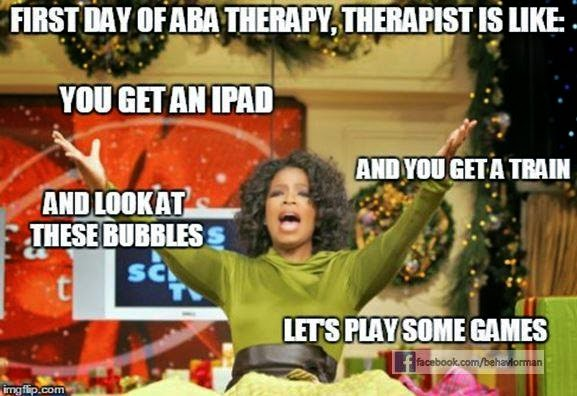 FIRST DAY OF ABA THERAPY, THERAPIST IS LIKE:
YOU GET AN IPAD
AND YOU GET A TRAIN
AND LOOK AT
THESE BUBBLES
LET'S PLAY SOME GAMES
facebook.com/behaviorman
imgflip.com